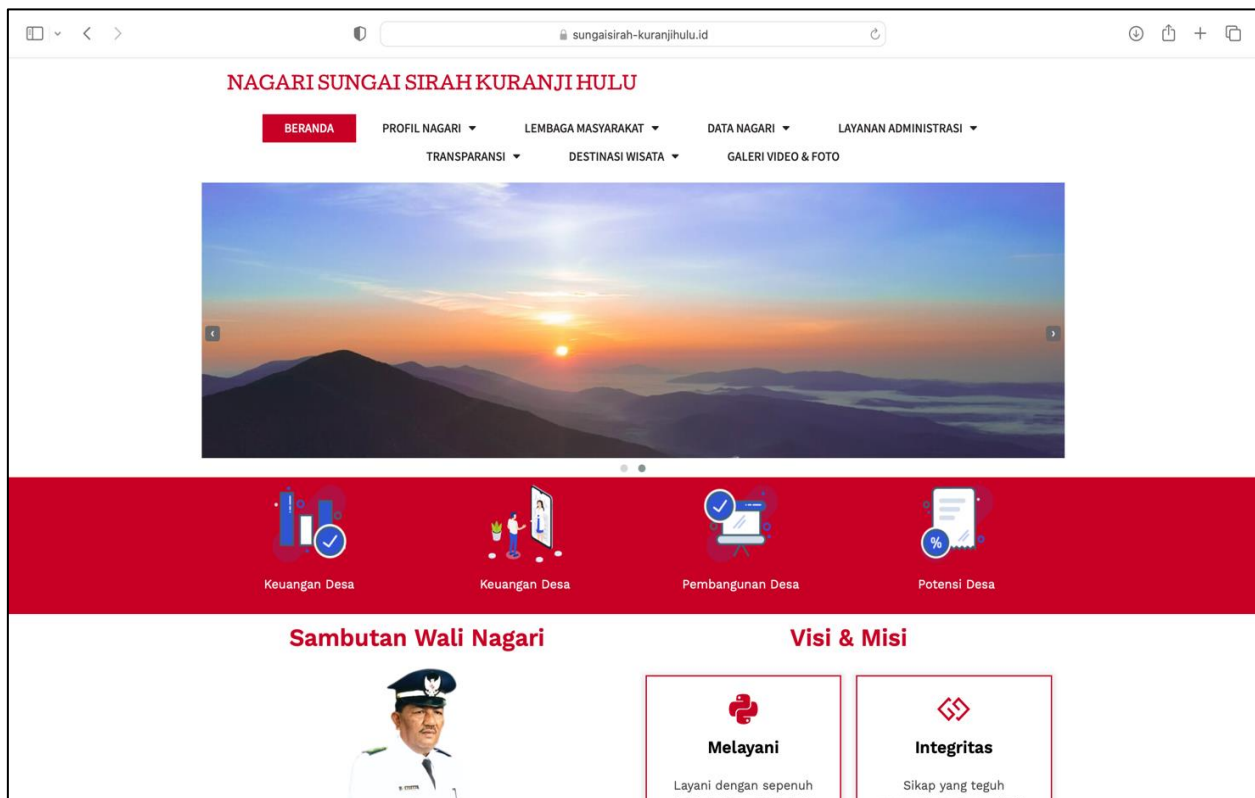 sungaisirah-kuranjihulu.id
NAGARI SUNGAI SIRAH KURANJI HULU
BERANDA PROFIL NAGARI LEMBAGA MASYARAKAT DATA NAGARI LAYANAN ADMINISTRASI
TRANSPARANSI DESTINASI WISATA GALERI VIDEO & FOTO
%
Keuangan Desa Keuangan Desa Pembangunan Desa Potensi Desa
Sambutan Wali Nagari Visi & Misi
Melayani Integritas
Layani dengan sepenuh Sikap yang teguh